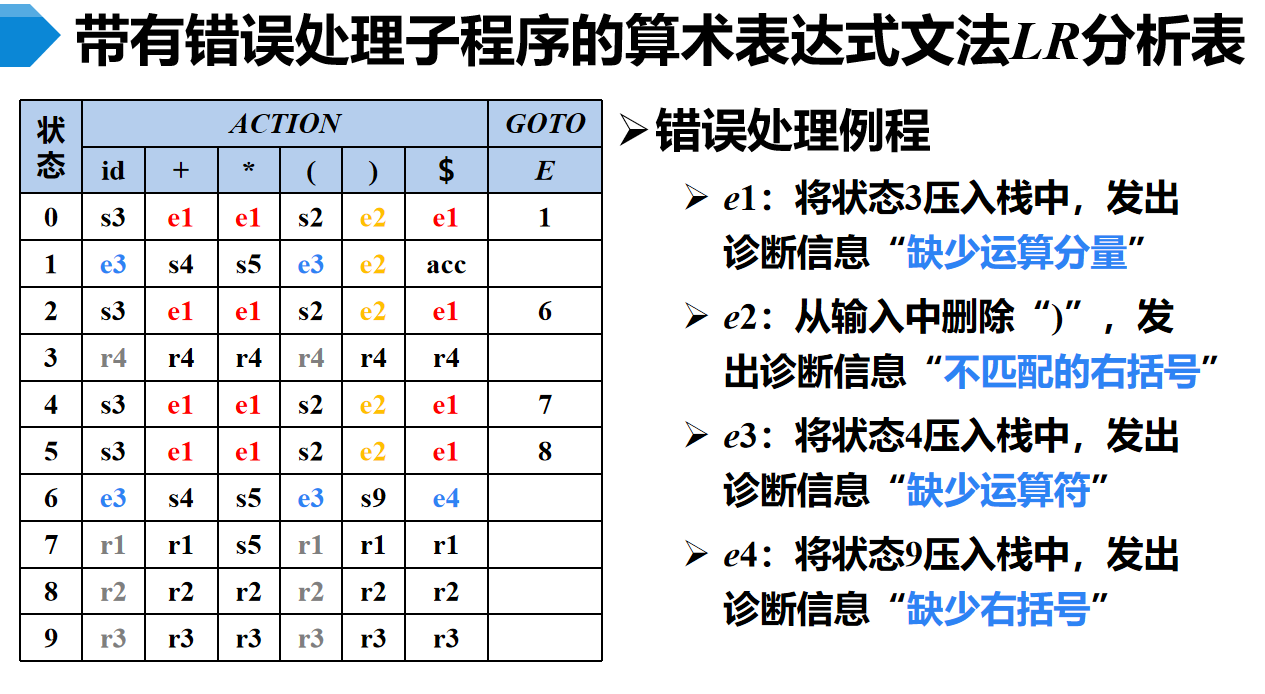 带有错误处理子程序的算术表达式文法LR分析表
状态 ACTION GOTO
id + * ( ) $ E
0 s3 e1 e1 s2 e2 e1 1
1 e3 s4 s5 e3 e2 acc
2 s3 e1 e1 s2 e2 e1 6
3 r4 r4 r4 r4 r4 r4
4 s3 e1 e1 s2 e2 e1 7
5 s3 e1 e1 s2 e2 e1 8
6 e3 s4 s5 e3 s9 e4
7 r1 r1 s5 r1 r1 r1
8 r2 r2 r2 r2 r2 r2
9 r3 r3 r3 r3 r3 r3
➢错误处理例程
➢ e1：将状态3压入栈中，发出
诊断信息“缺少运算分量”
➢ e2：从输入中删除“)”，发
出诊断信息“不匹配的右括号”
➢ e3：将状态4压入栈中，发出
诊断信息“缺少运算符”
➢ e4：将状态9压入栈中，发出
诊断信息“缺少右括号”